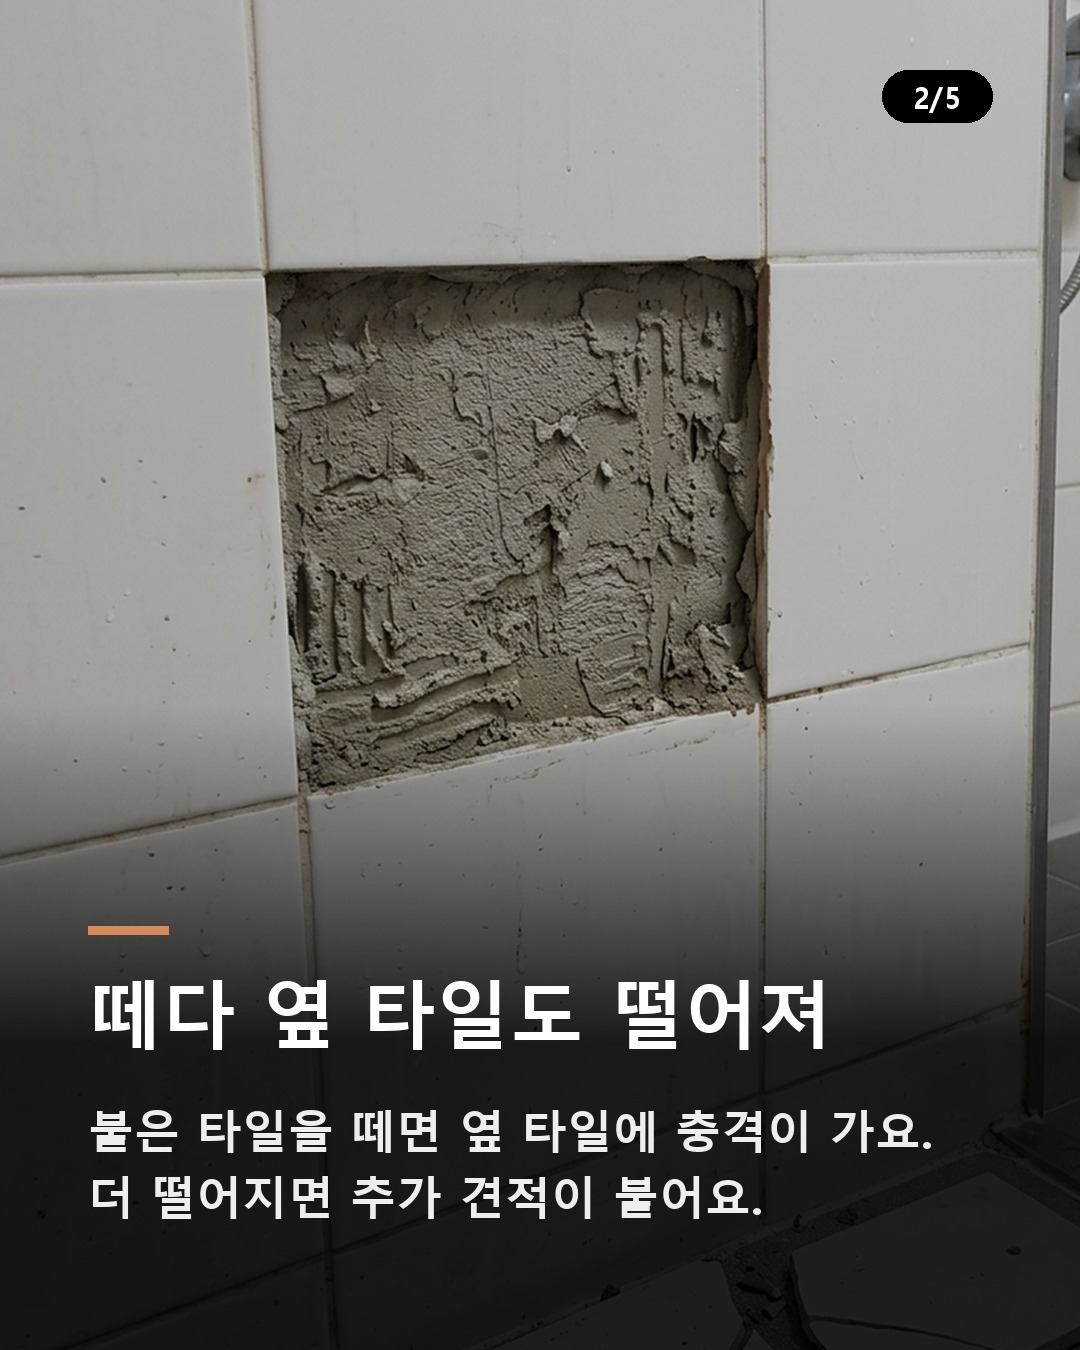 2/5
떼다 옆 타일도 떨어져
붙은 타일을 떼면 옆 타일에 충격이 가요.
더 떨어지면 추가 견적이 붙어요.